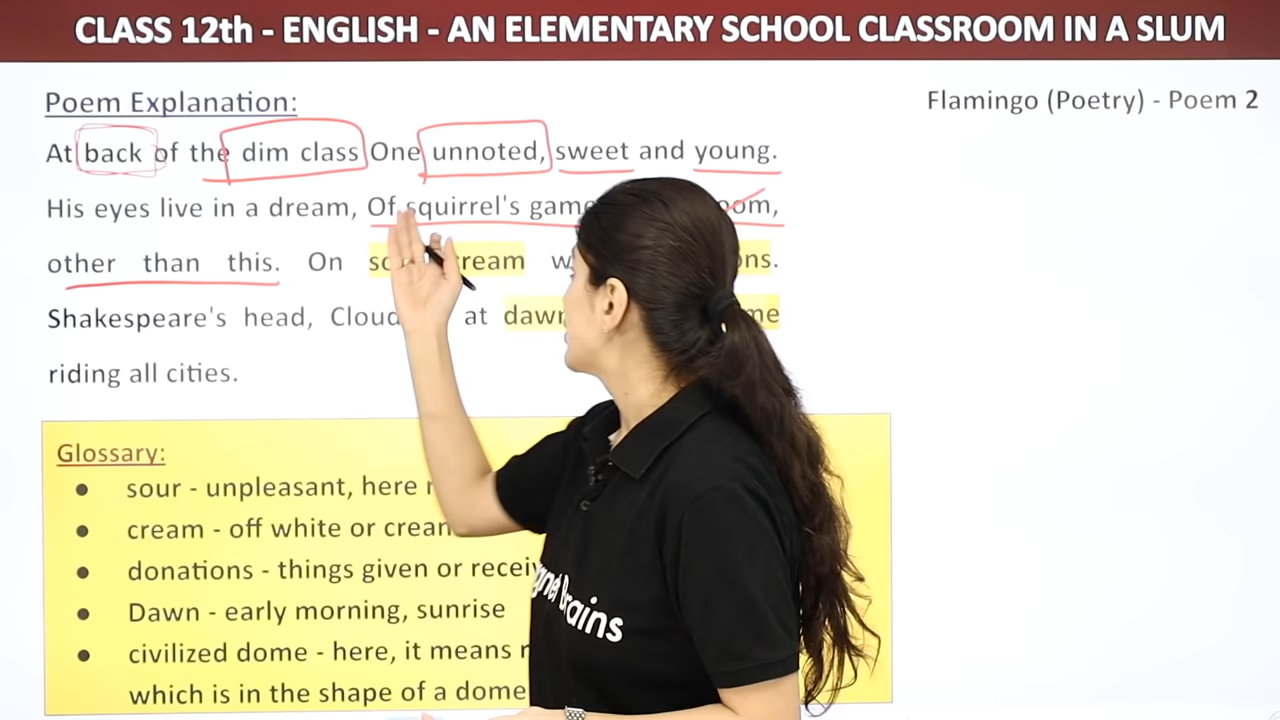 CLASS 12th - ENGLISH - AN ELEMENTARY SCHOOL CLASSROOM IN A SLUM
Poem Explanation:
Flamingo (Poetry) - Poem 2
At back of the dim class One unnoted, sweet and young.
His eyes live in a dream, Of squirrel's
other than this. On cream
Shakespeare's head, at
riding all cities.
Glossary:
● sour - unpleasant, here
● cream - off white or
● donations - things given or
● Dawn - early morning, sunrise
● civilized dome - here, it means
which is in the shape of a dome